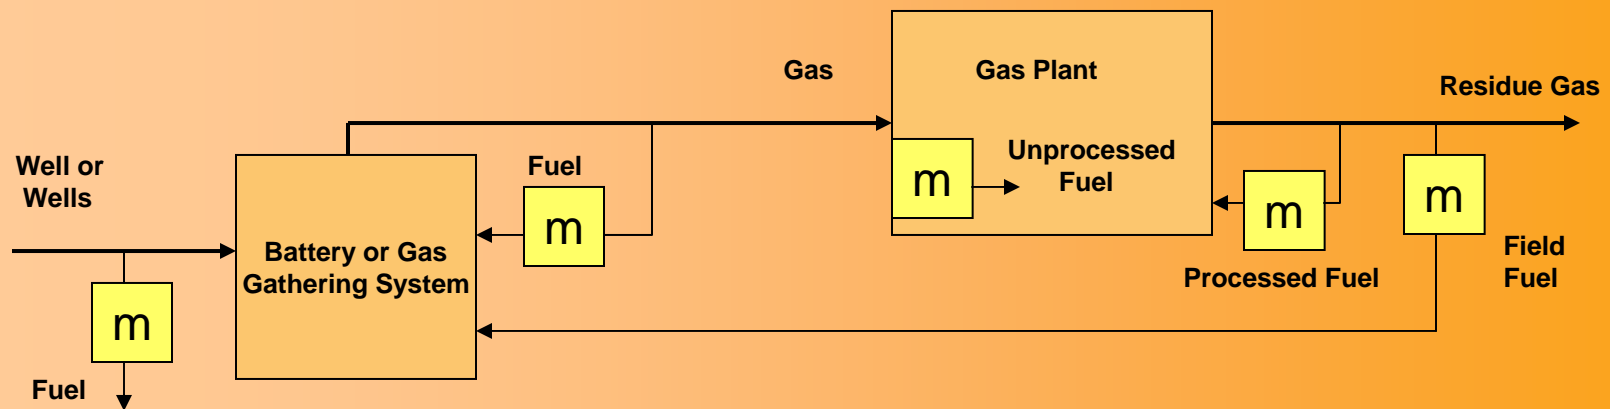 Gas
Gas Plant
Residue Gas
Well or
Wells
Fuel
m
Unprocessed
Fuel
m
m
m
Battery or Gas
Gathering System
m
Processed Fuel
Field
Fuel
Fuel